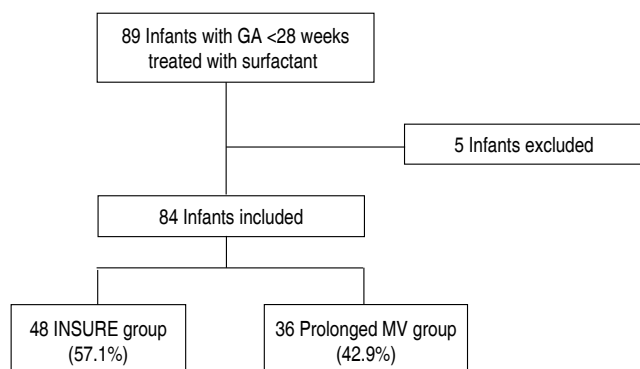 89 Infants with GA <28 weeks
treated with surfactant
5 Infants excluded
84 Infants included
48 INSURE group
(57.1%)
36 Prolonged MV group
(42.9%)